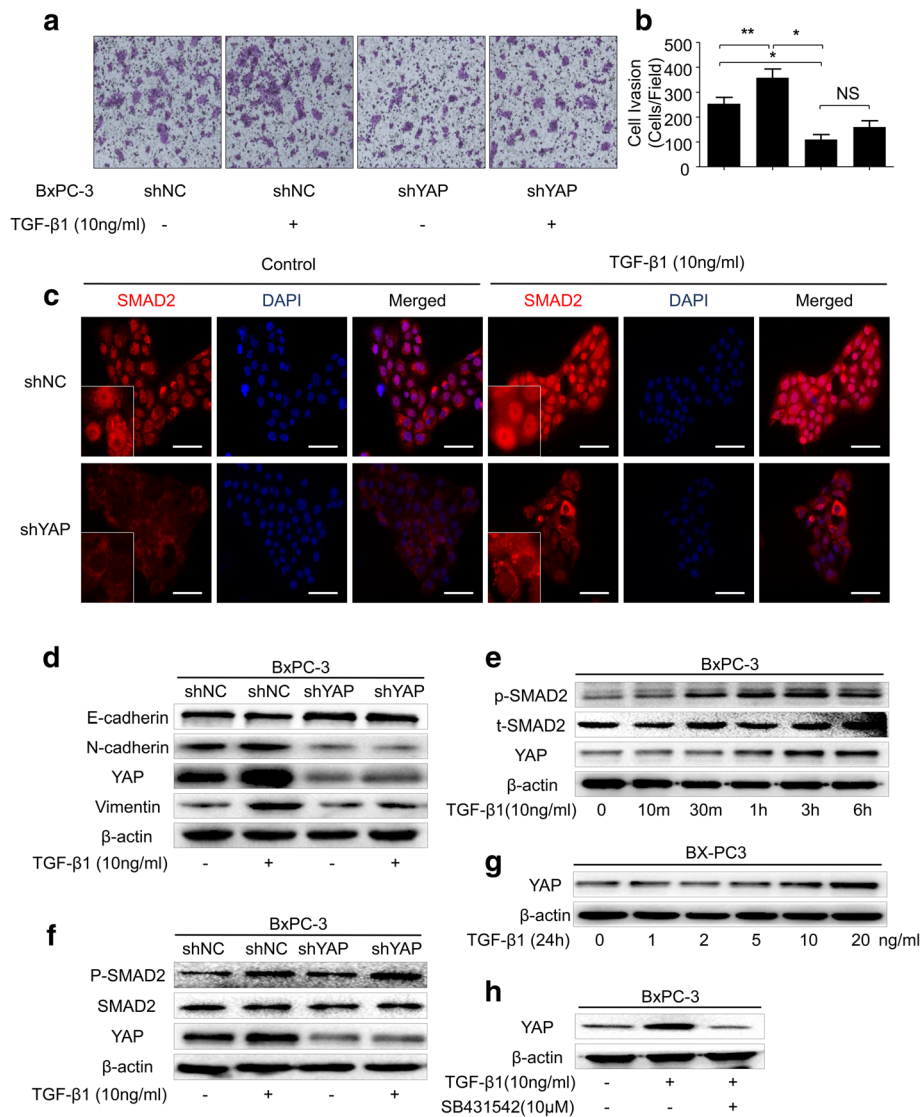 a
BxPC-3 shNC shNC shYAP shYAP
TGF-β1 (10ng/ml) - + - +
b
Cell Ivasion
(Cells/Field)
500
400
300
200
100
0
** *
*
NS
Control TGF-β1 (10ng/ml)
c
SMAD2 DAPI Merged SMAD2 DAPI Merged
shNC
shYAP
d
BxPC-3
shNC shNC shYAP shYAP
E-cadherin
N-cadherin
YAP
Vimentin
β-actin
TGF-β1 (10ng/ml) - + - +
e
BxPC-3
p-SMAD2
t-SMAD2
YAP
β-actin
TGF-β1(10ng/ml) 0 10m 30m 1h 3h 6h
f
BxPC-3
shNC shNC shYAP shYAP
P-SMAD2
SMAD2
YAP
β-actin
TGF-β1 (10ng/ml) - + - +
g
BX-PC3
YAP
β-actin
TGF-β1 (24h) 0 1 2 5 10 20 ng/ml
h
BxPC-3
YAP
β-actin
TGF-β1(10ng/ml) - + +
SB431542(10μM) - - +